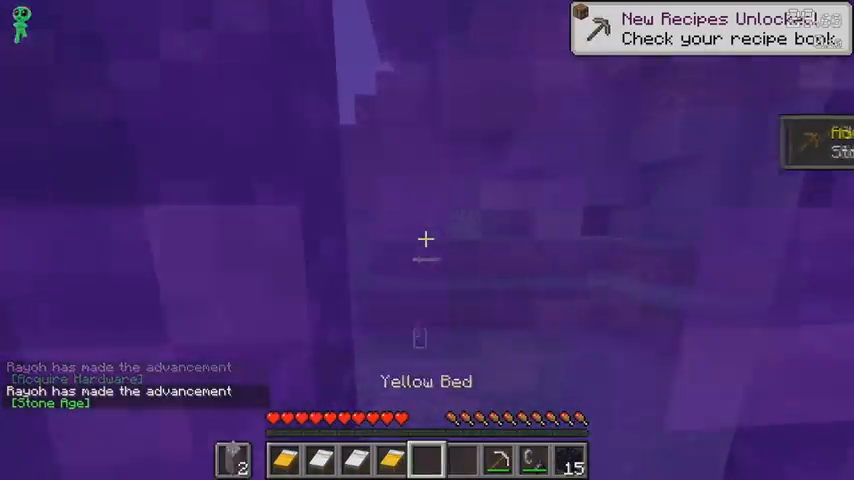 New Recipes Unlocked!
Check your recipe book
Rayoh has made the advancement
[Acquire Hardware]
Rayoh has made the advancement
[Stone Age]
Yellow Bed
2
15